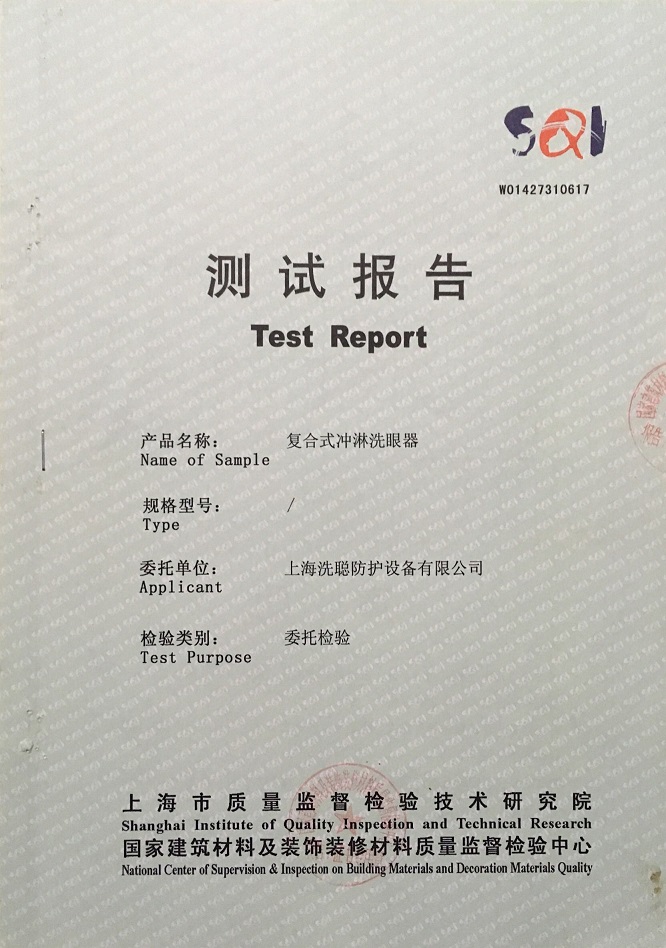 SQI
W01427310617
测试报告
Test Report
产品名称: 复合式冲淋洗眼器
Name of Sample
规格型号: /
Type
委托单位: 上海洗聪防护设备有限公司
Applicant
检验类别: 委托检验
Test Purpose
上海市质量监督检验技术研究院
Shanghai Institute of Quality Inspection and Technical Research
国家建筑材料及装饰装修材料质量监督检验中心
National Center of Supervision & Inspection on Building Materials and Decoration Materials Quality